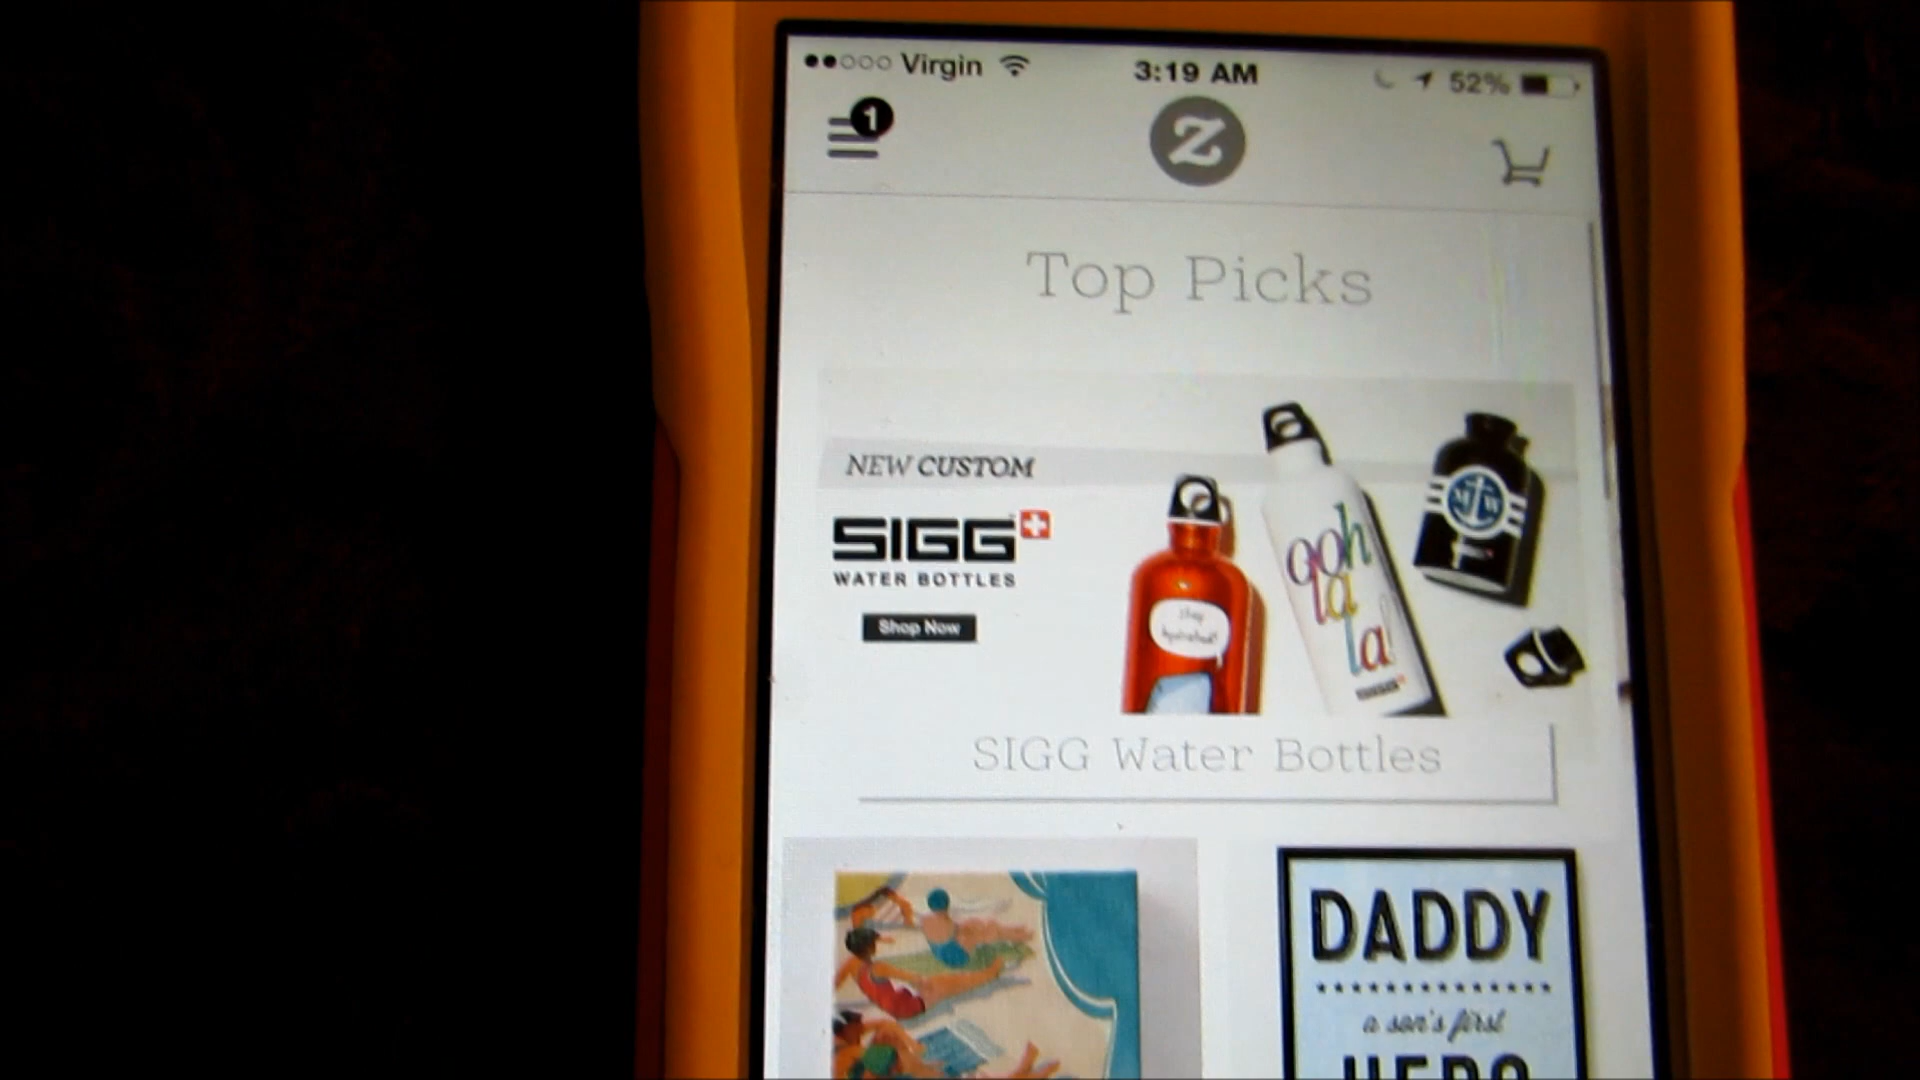 Virgin 3:19 AM 52%
1
Z
Top Picks
NEW CUSTOM
SIGG
WATER BOTTLES
Shop Now
ooh
la
la!
M W
SIGG Water Bottles
DADDY
a son's first
HERO